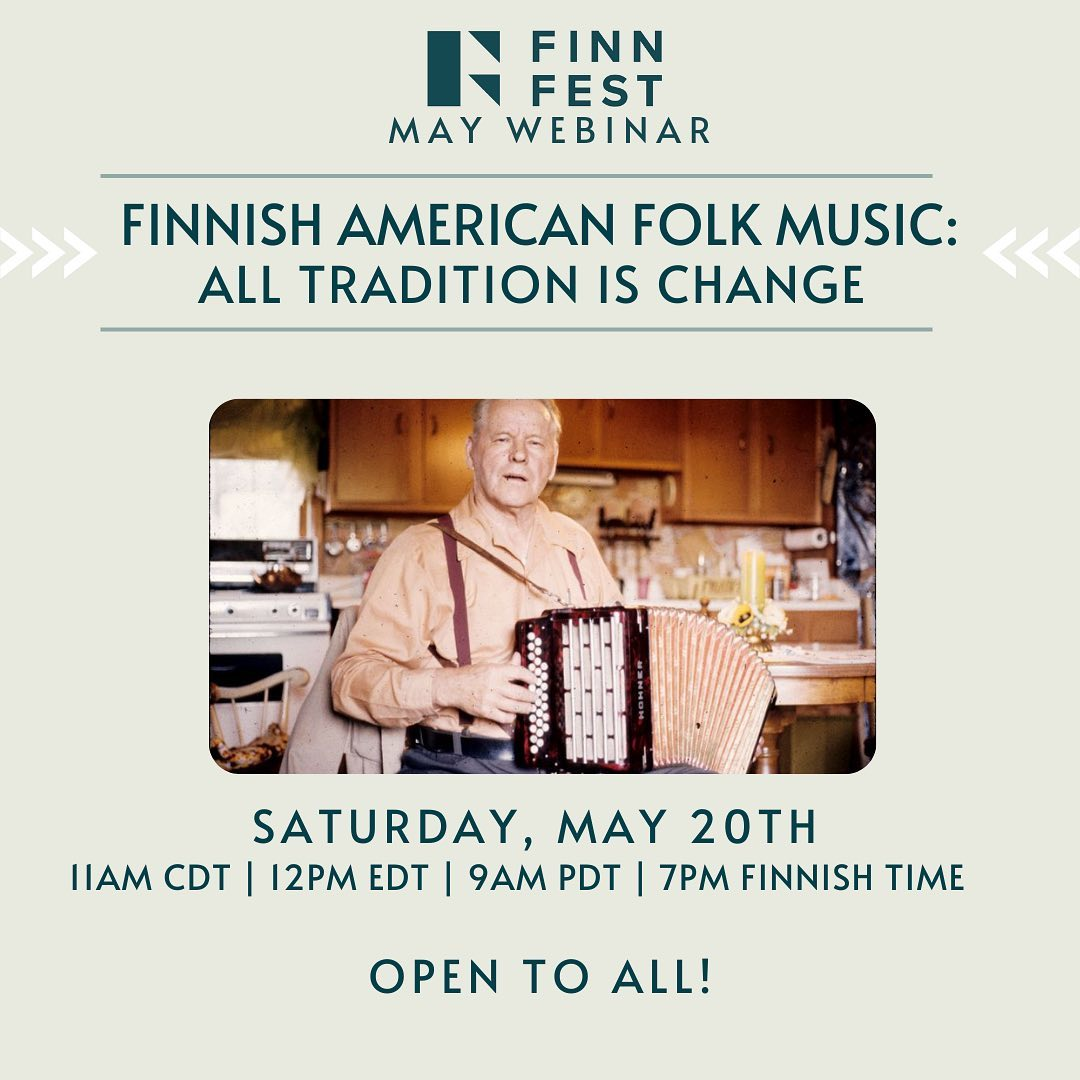 FINN
FEST
MAY WEBINAR
FINNISH AMERICAN FOLK MUSIC:
ALL TRADITION IS CHANGE
HOHNER
SATURDAY, MAY 20TH
11AM CDT | 12PM EDT | 9AM PDT | 7PM FINNISH TIME
OPEN TO ALL!